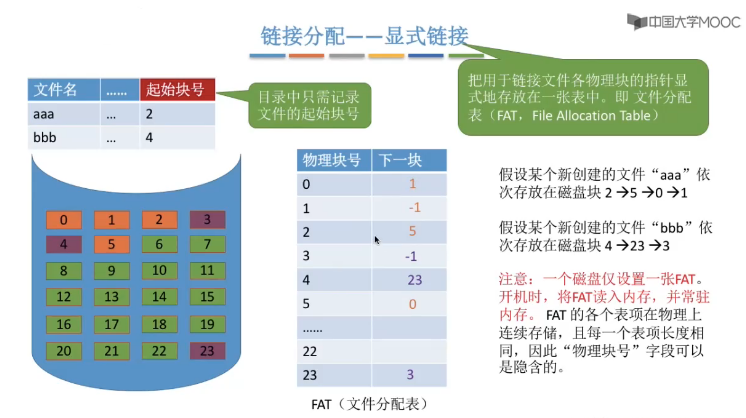 中国大学MOOC
链接分配——显式链接
文件名 …… 起始块号
aaa … 2
bbb … 4
目录中只需记录
文件的起始块号
把用于链接文件各物理块的指针显
式地存放在一张表中。即 文件分配
表（FAT，File Allocation Table）
0 1 2 3
4 5 6 7
8 9 10 11
12 13 14 15
16 17 18 19
20 21 22 23
物理块号 下一块
0 1
1 -1
2 5
3 -1
4 23
5 0
……
22
23 3
FAT（文件分配表）
假设某个新创建的文件“aaa”依
次存放在磁盘块 2→5→0→1
假设某个新创建的文件“bbb”依
次存放在磁盘块 4→23→3
注意：一个磁盘仅设置一张FAT。
开机时，将FAT读入内存，并常驻
内存。 FAT 的各个表项在物理上
连续存储，且每一个表项长度相
同，因此“物理块号”字段可以
是隐含的。